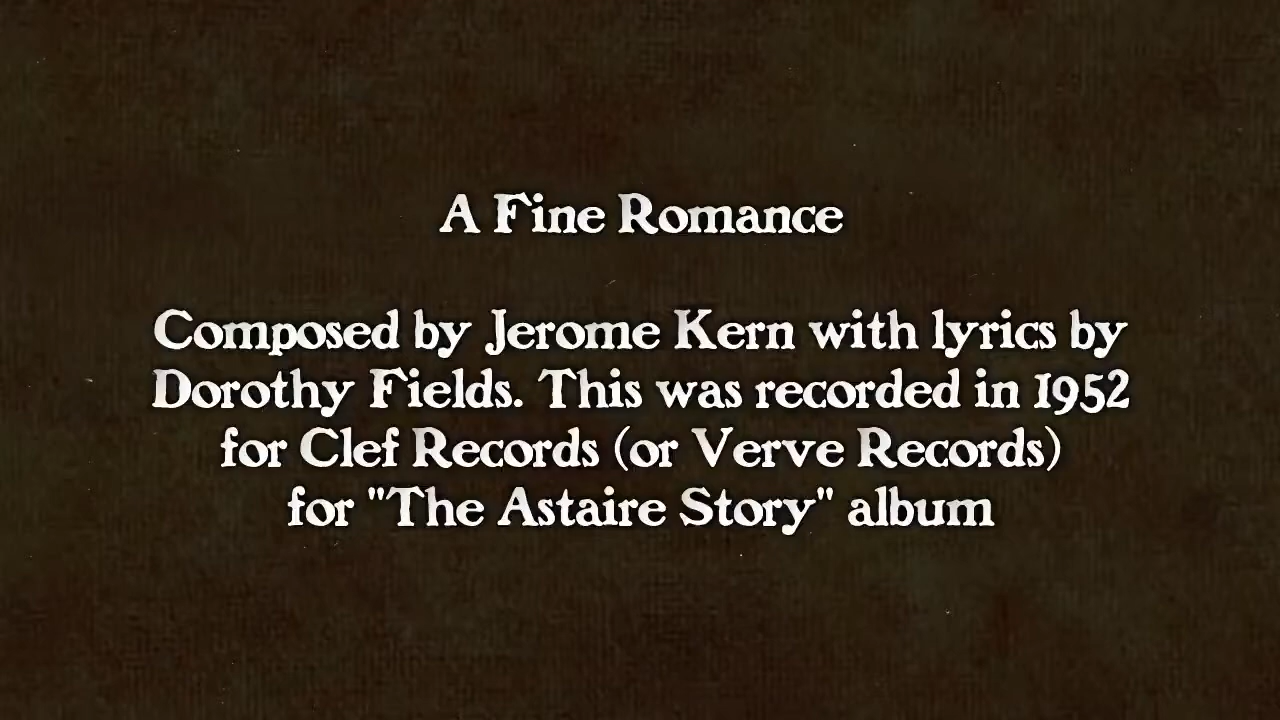 A Fine Romance
Composed by Jerome Kern with lyrics by
Dorothy Fields. This was recorded in 1952
for Clef Records (or Verve Records)
for "The Astaire Story" album